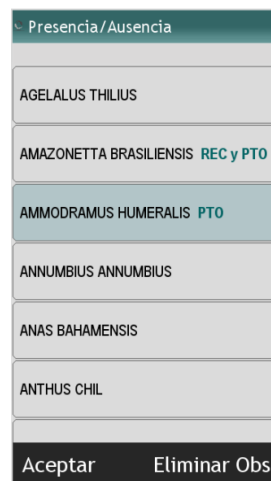 Presencia/Ausencia
AGELALUS THILIUS
AMAZONETTA BRASILIENSIS REC y PTO
AMMODRAMUS HUMERALIS PTO
ANNUMBIUS ANNUMBIUS
ANAS BAHAMENSIS
ANTHUS CHIL
Aceptar Eliminar Obs